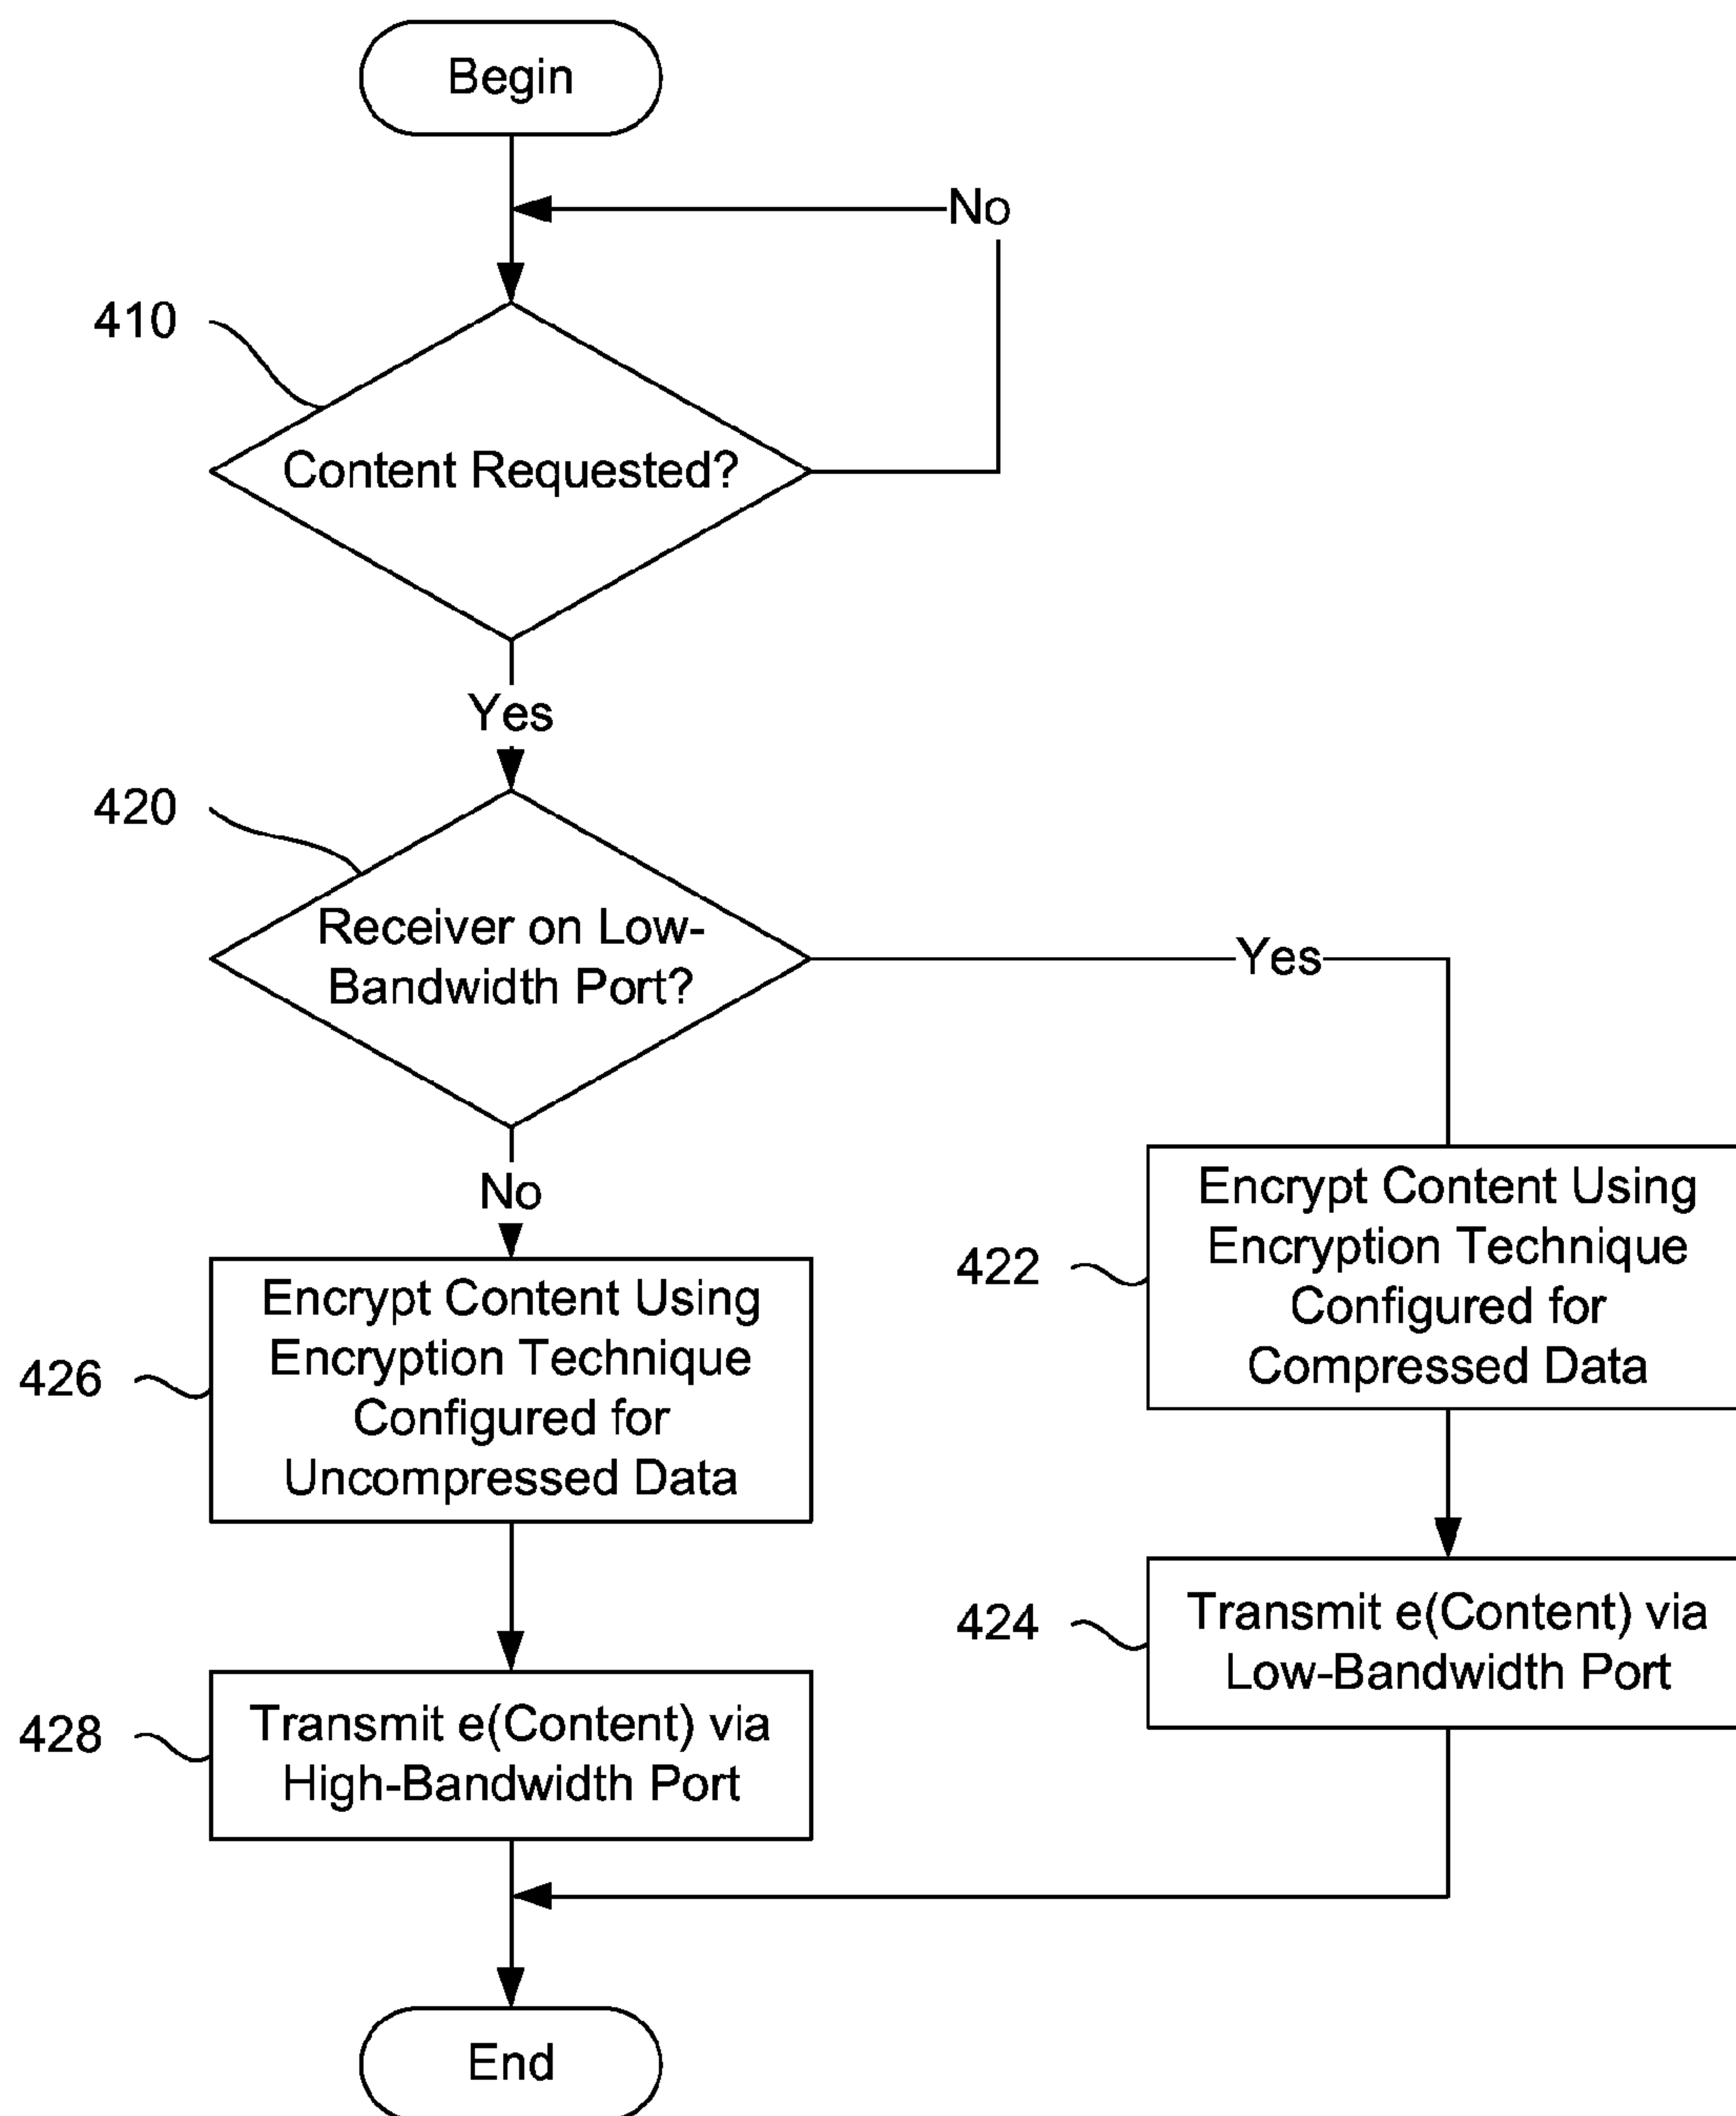 Begin
No
410
Content Requested?
Yes
420
Receiver on Low-
Bandwidth Port?
Yes
No
422
Encrypt Content Using
Encryption Technique
Configured for
Compressed Data
426
Encrypt Content Using
Encryption Technique
Configured for
Uncompressed Data
424
Transmit e(Content) via
Low-Bandwidth Port
428
Transmit e(Content) via
High-Bandwidth Port
End